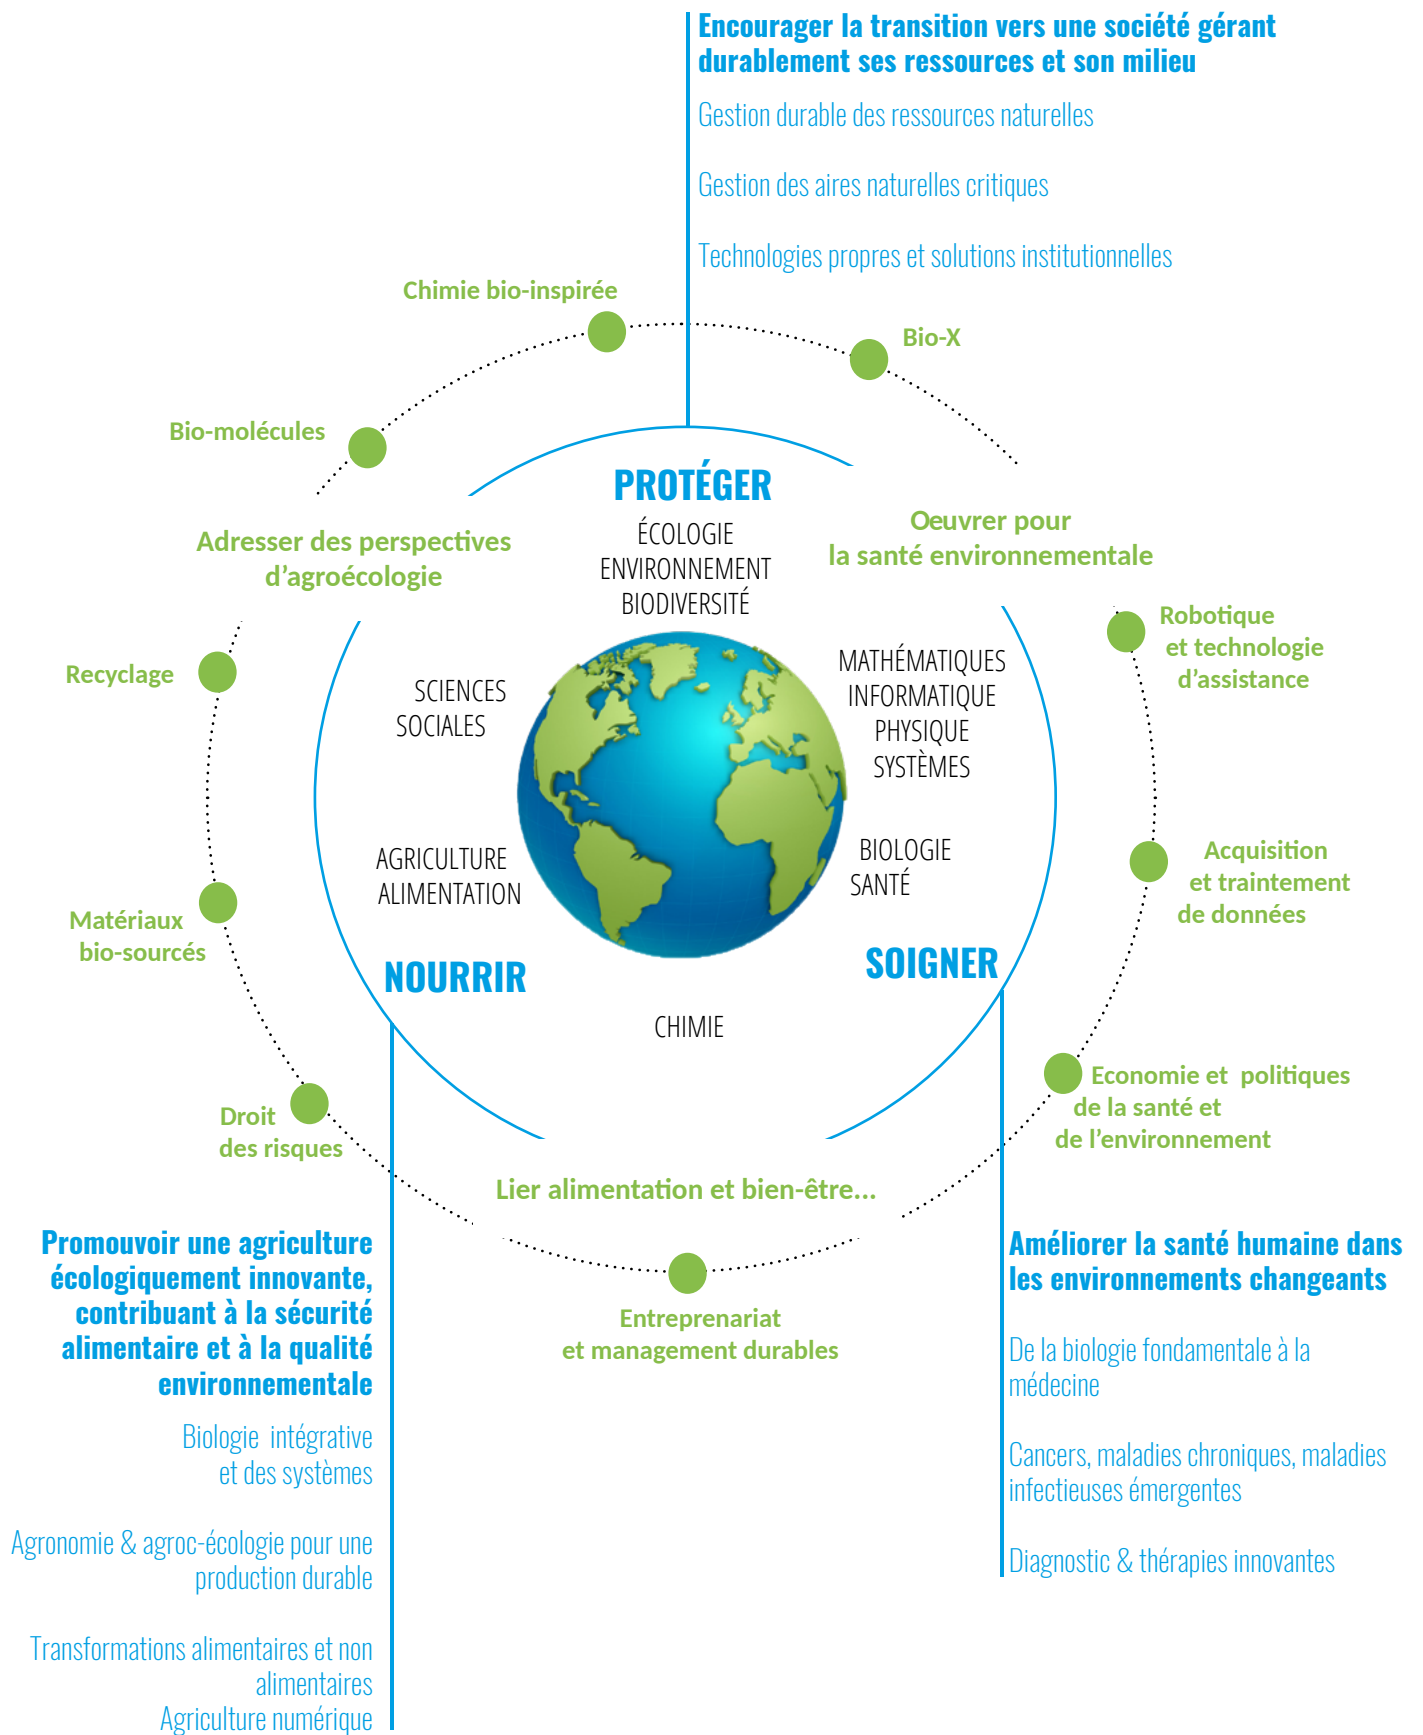 Encourager la transition vers une société gérant
durablement ses ressources et son milieu
Gestion durable des ressources naturelles
Gestion des aires naturelles critiques
Technologies propres et solutions institutionnelles
Chimie bio-inspirée
Bio-X
Bio-molécules
PROTÉGER
ÉCOLOGIE
ENVIRONNEMENT
BIODIVERSITÉ
Adresser des perspectives
d’agroécologie
Oeuvrer pour
la santé environnementale
Robotique
et technologie
d’assistance
Recyclage
SCIENCES
SOCIALES
MATHÉMATIQUES
INFORMATIQUE
PHYSIQUE
SYSTÈMES
AGRICULTURE
ALIMENTATION
BIOLOGIE
SANTÉ
Acquisition
et traintement
de données
Matériaux
bio-sourcés
NOURRIR
SOIGNER
CHIMIE
Economie et  politiques
de la santé et
de l’environnement
Droit
des risques
Lier alimentation et bien-être...
Entreprenariat
et management durables
Promouvoir une agriculture
écologiquement innovante,
contribuant à la sécurité
alimentaire et à la qualité
environnementale
Biologie  intégrative
et des systèmes
Agronomie & agroc-écologie pour une
production durable
Transformations alimentaires et non
alimentaires
Agriculture numérique
Améliorer la santé humaine dans
les environnements changeants
De la biologie fondamentale à la
médecine
Cancers, maladies chroniques, maladies
infectieuses émergentes
Diagnostic & thérapies innovantes